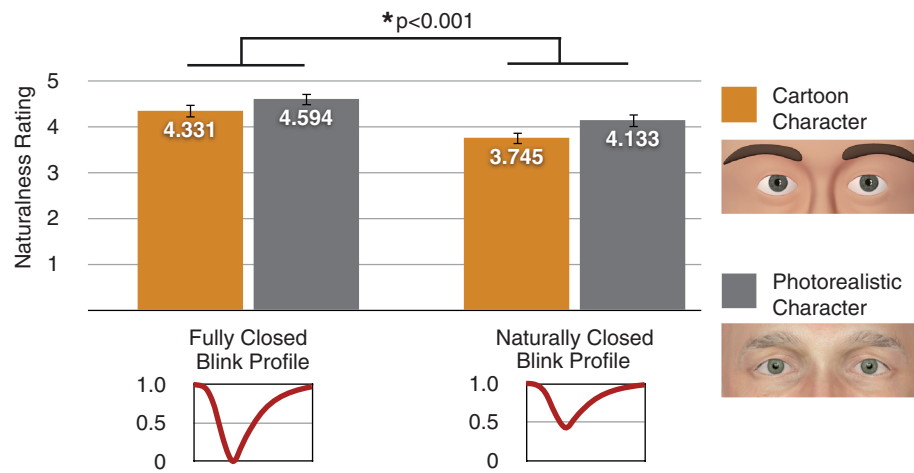 *p<0.001
Naturalness Rating
5
4
3
2
1
4.331
4.594
3.745
4.133
Fully Closed
Blink Profile
1.0
0.5
0
Naturally Closed
Blink Profile
1.0
0.5
0
Cartoon
Character
Photorealistic
Character